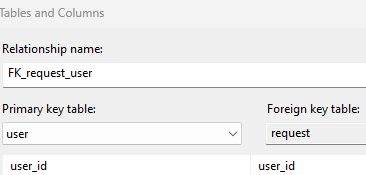 Tables and Columns
Relationship name:
FK_request_user
Primary key table:
Foreign key table:
user
request
user_id
user_id